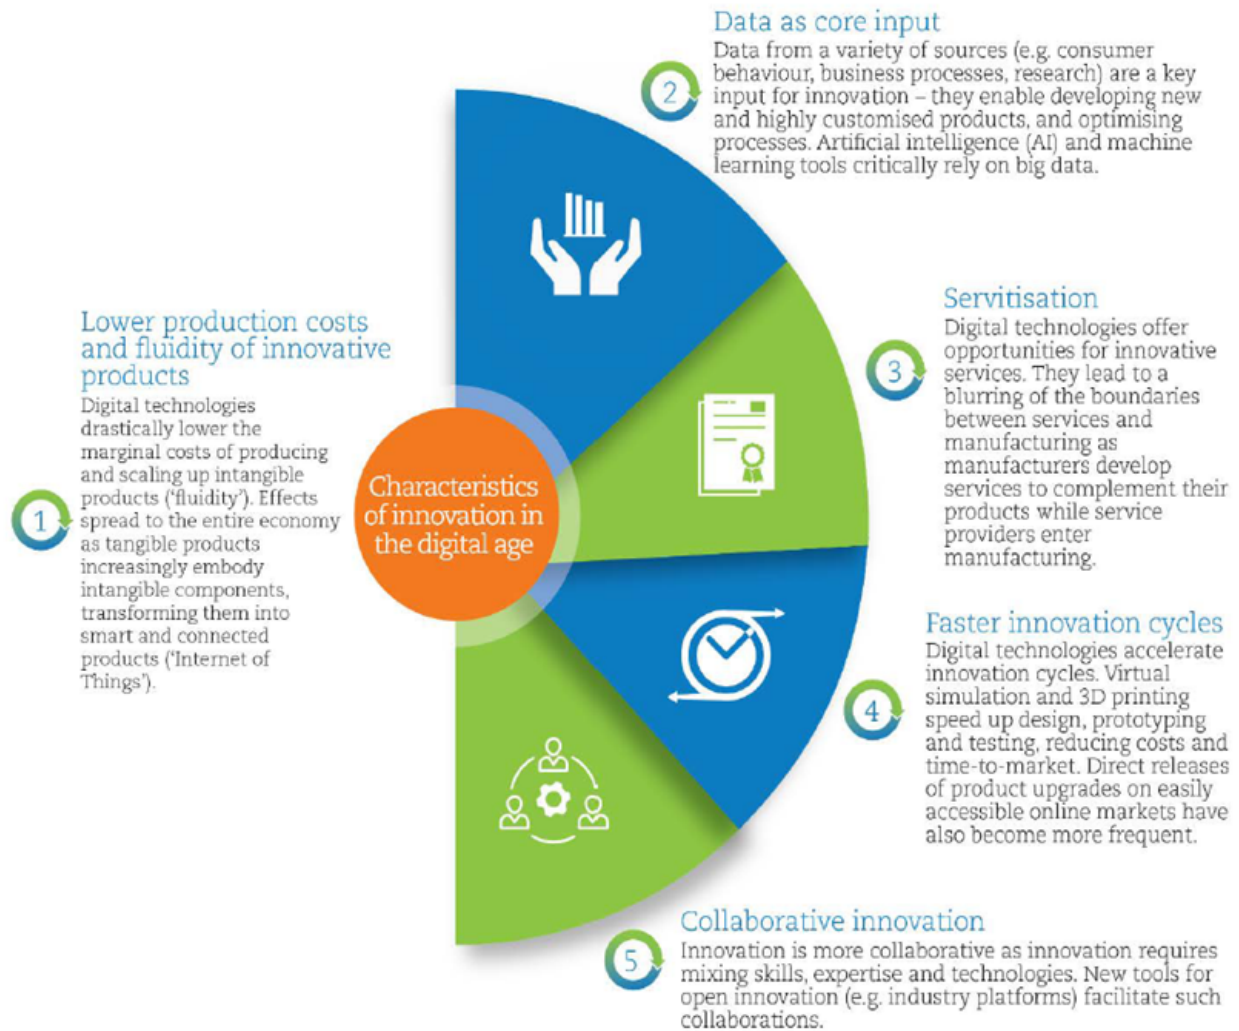 Characteristics
of innovation in
the digital age
1
Lower production costs
and fluidity of innovative
products
Digital technologies
drastically lower the
marginal costs of producing
and scaling up intangible
products (‘fluidity’). Effects
spread to the entire economy
as tangible products
increasingly embody
intangible components,
transforming them into
smart and connected
products (‘Internet of
Things’).
2
Data as core input
Data from a variety of sources (e.g. consumer
behaviour, business processes, research) are a key
input for innovation – they enable developing new
and highly customised products, and optimising
processes. Artificial intelligence (AI) and machine
learning tools critically rely on big data.
3
Servitisation
Digital technologies offer
opportunities for innovative
services. They lead to a
blurring of the boundaries
between services and
manufacturing as
manufacturers develop
services to complement their
products while service
providers enter
manufacturing.
4
Faster innovation cycles
Digital technologies accelerate
innovation cycles. Virtual
simulation and 3D printing
speed up design, prototyping
and testing, reducing costs and
time-to-market. Direct releases
of product upgrades on easily
accessible online markets have
also become more frequent.
5
Collaborative innovation
Innovation is more collaborative as innovation requires
mixing skills, expertise and technologies. New tools for
open innovation (e.g. industry platforms) facilitate such
collaborations.